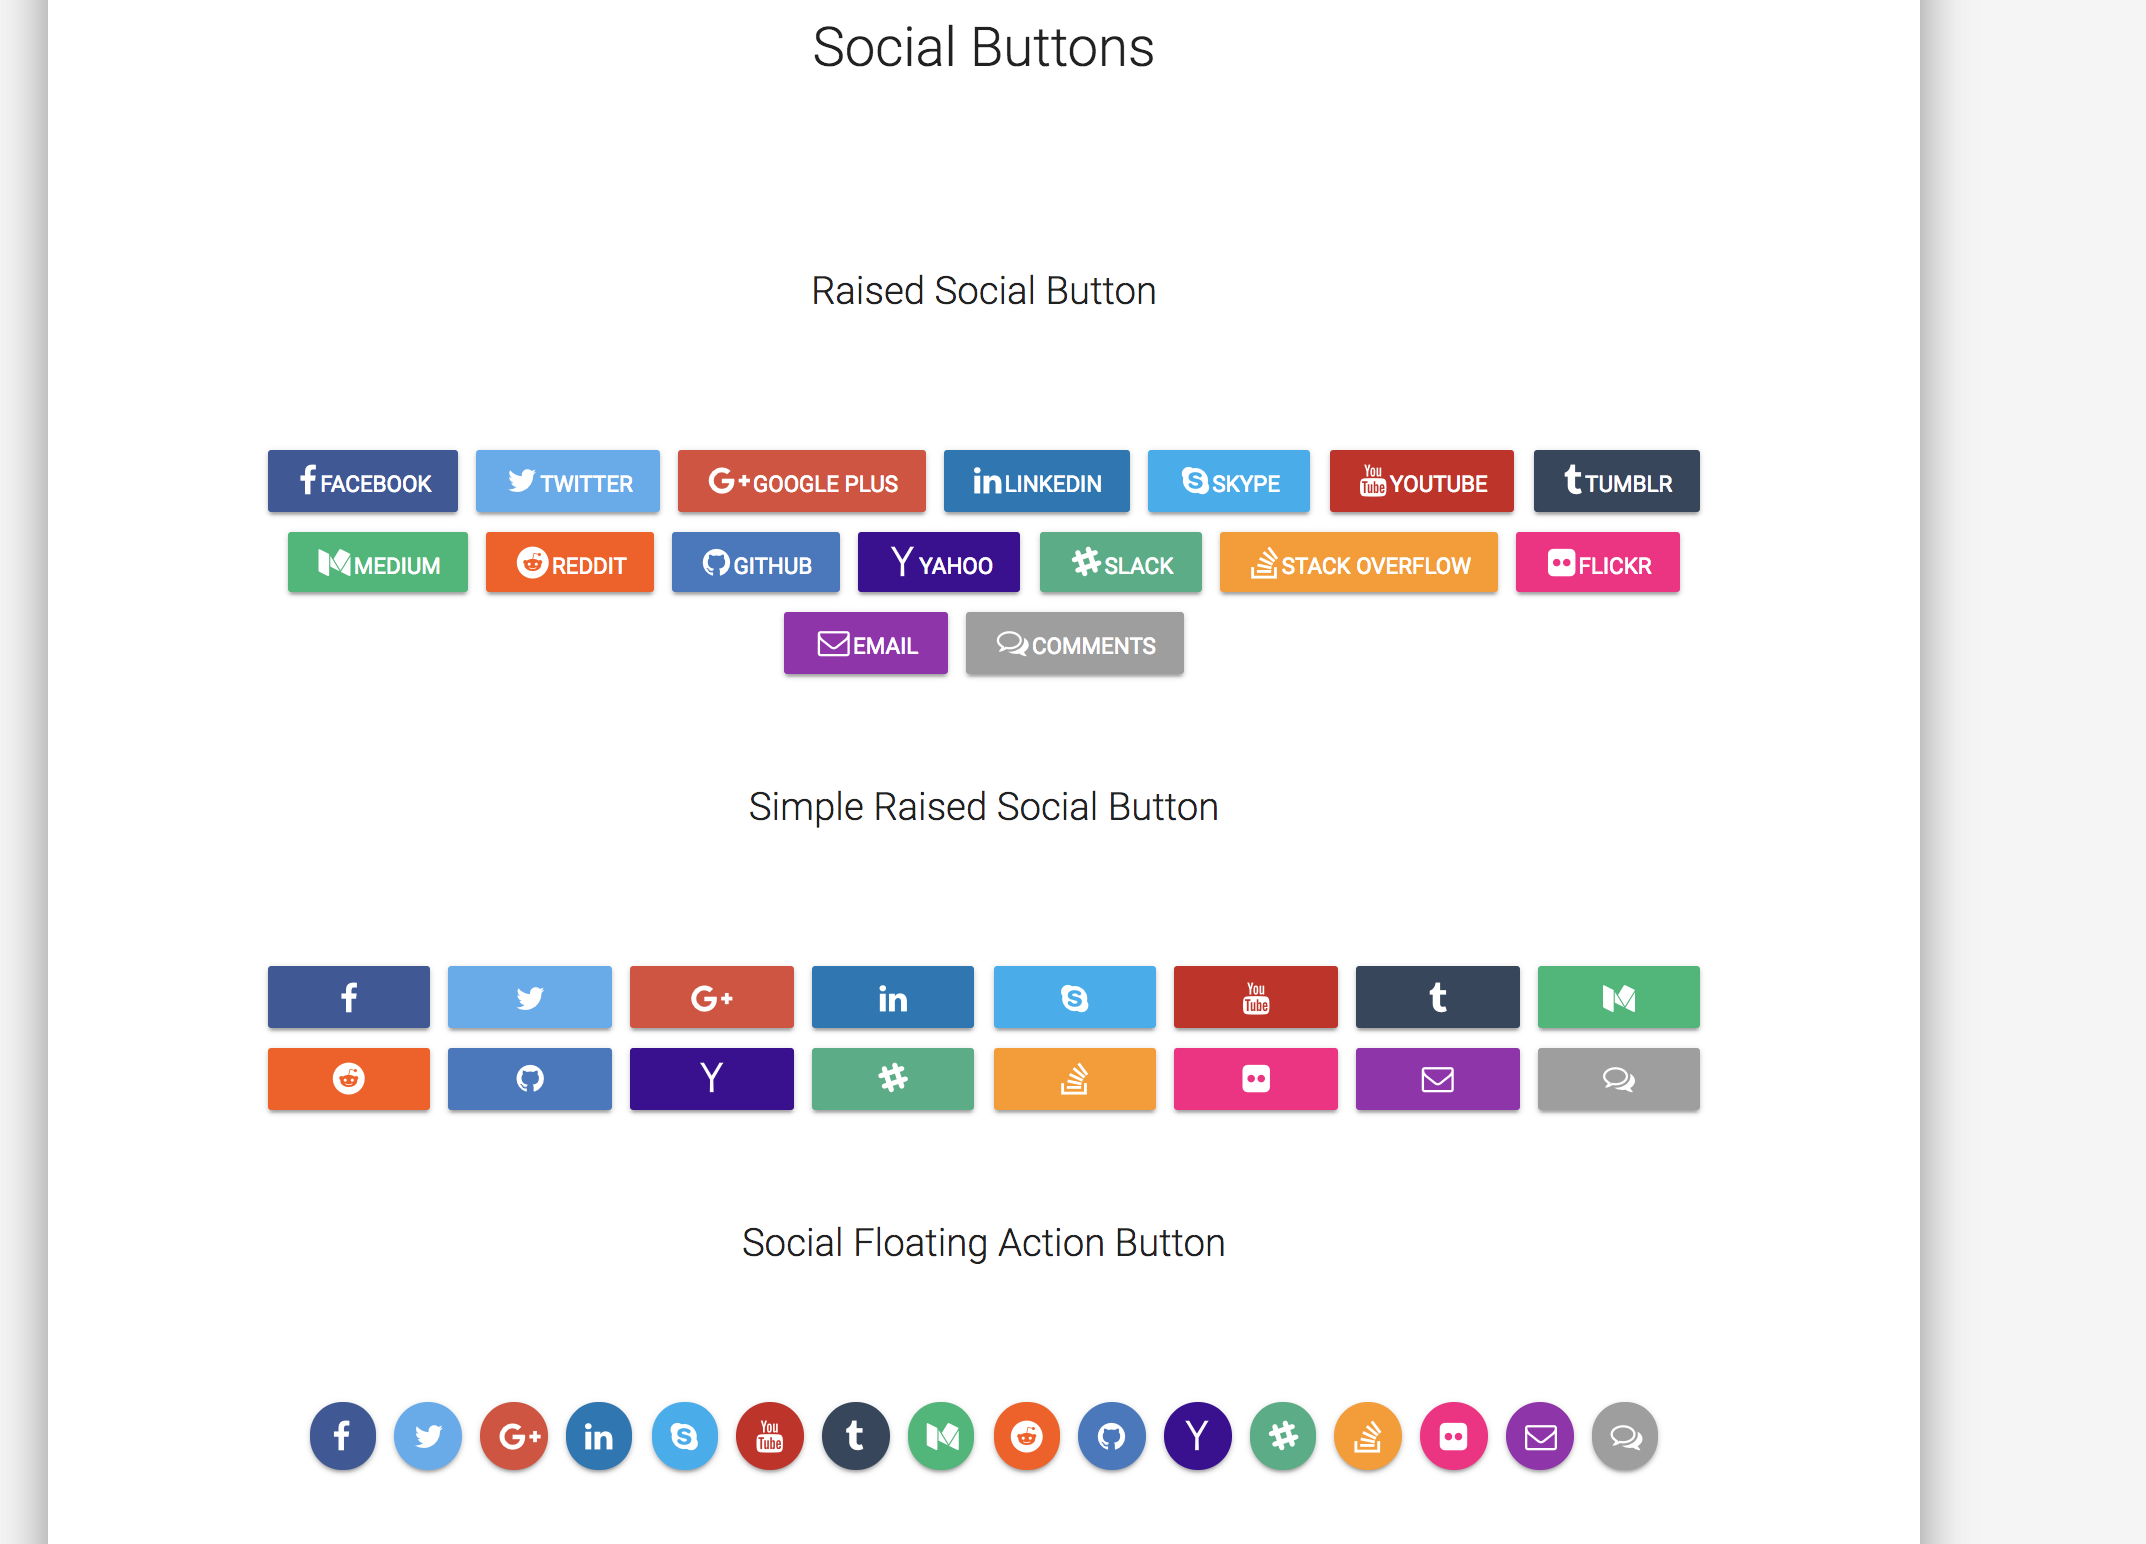 Social Buttons
Raised Social Button
f FACEBOOK TWITTER G+ GOOGLE PLUS in LINKEDIN S SKYPE You Tube YOUTUBE t TUMBLR
MEDIUM REDDIT GITHUB Y YAHOO SLACK STACK OVERFLOW FLICKR
EMAIL COMMENTS
Simple Raised Social Button
f G+ in S You Tube t
Y
Social Floating Action Button
f G+ in S You Tube t Y